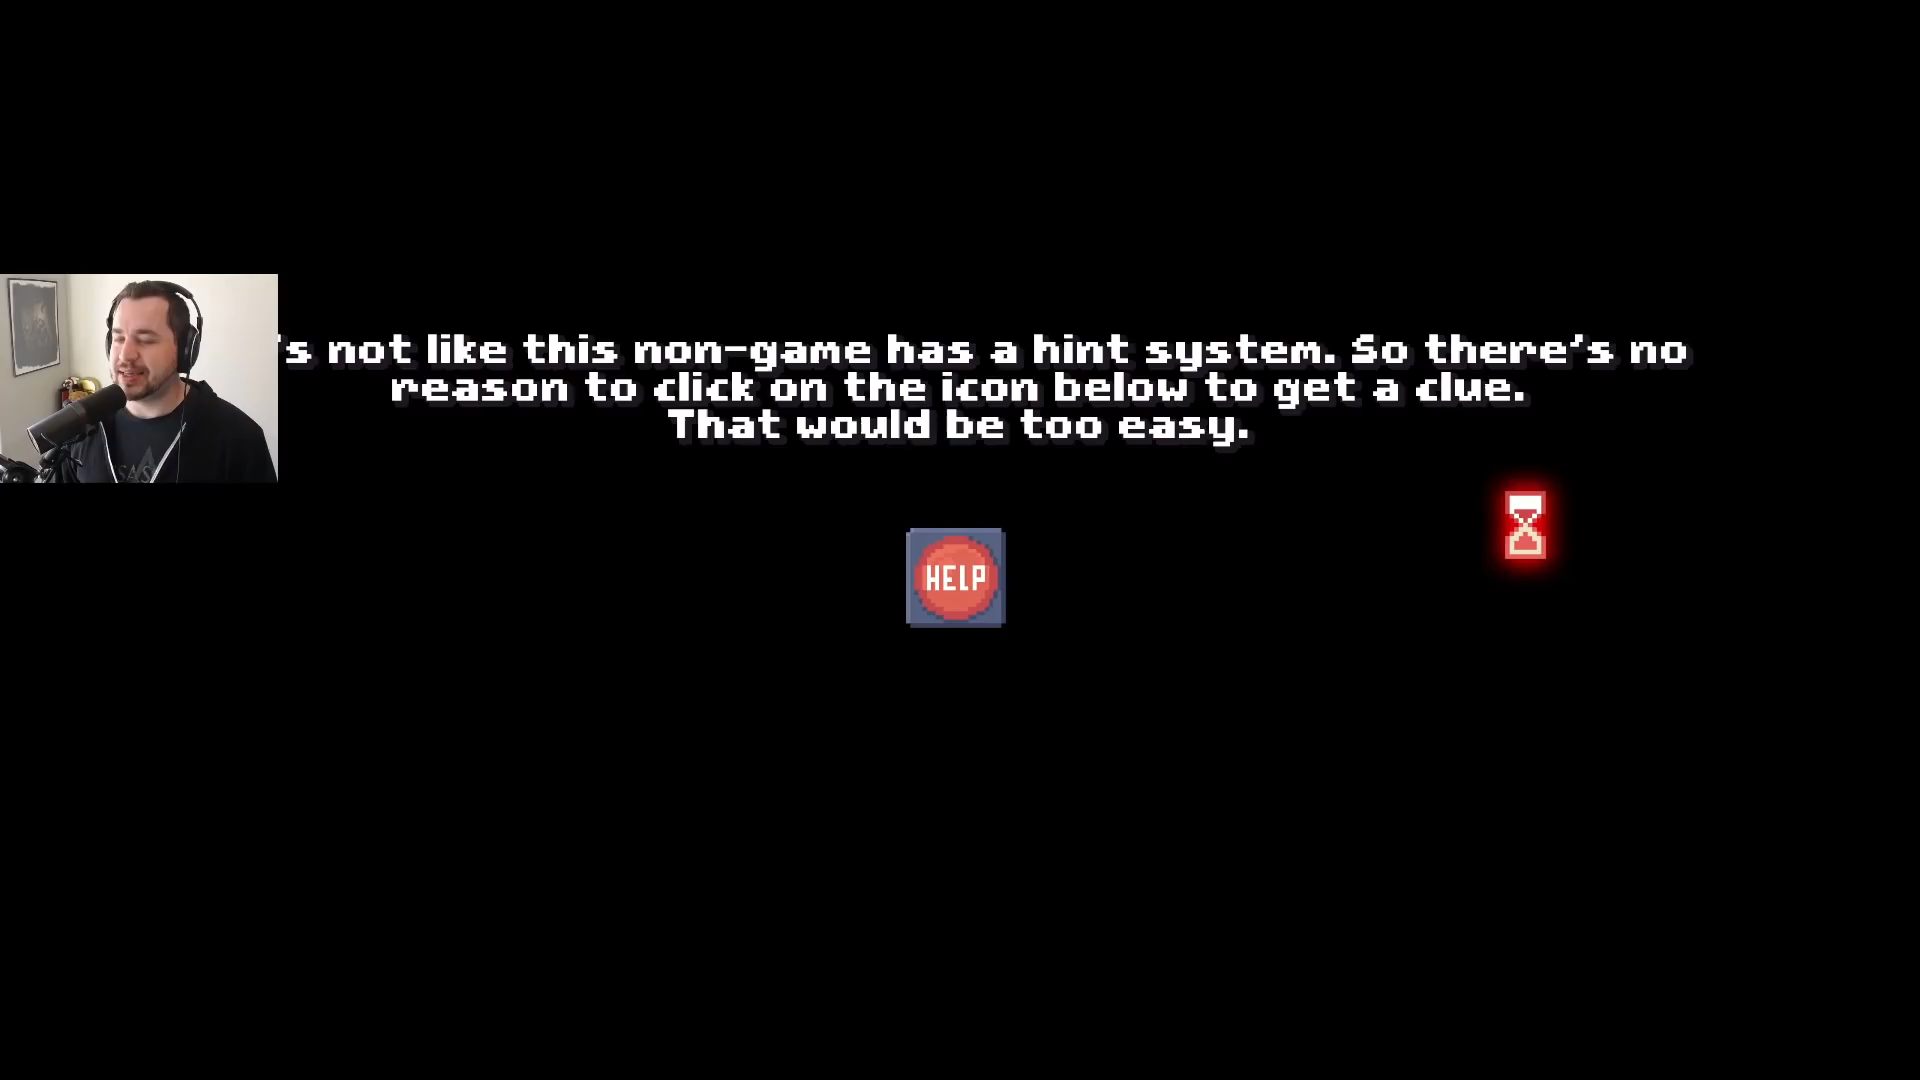 's not like this non-game has a hint system. So there's no
reason to click on the icon below to get a clue.
That would be too easy.
HELP